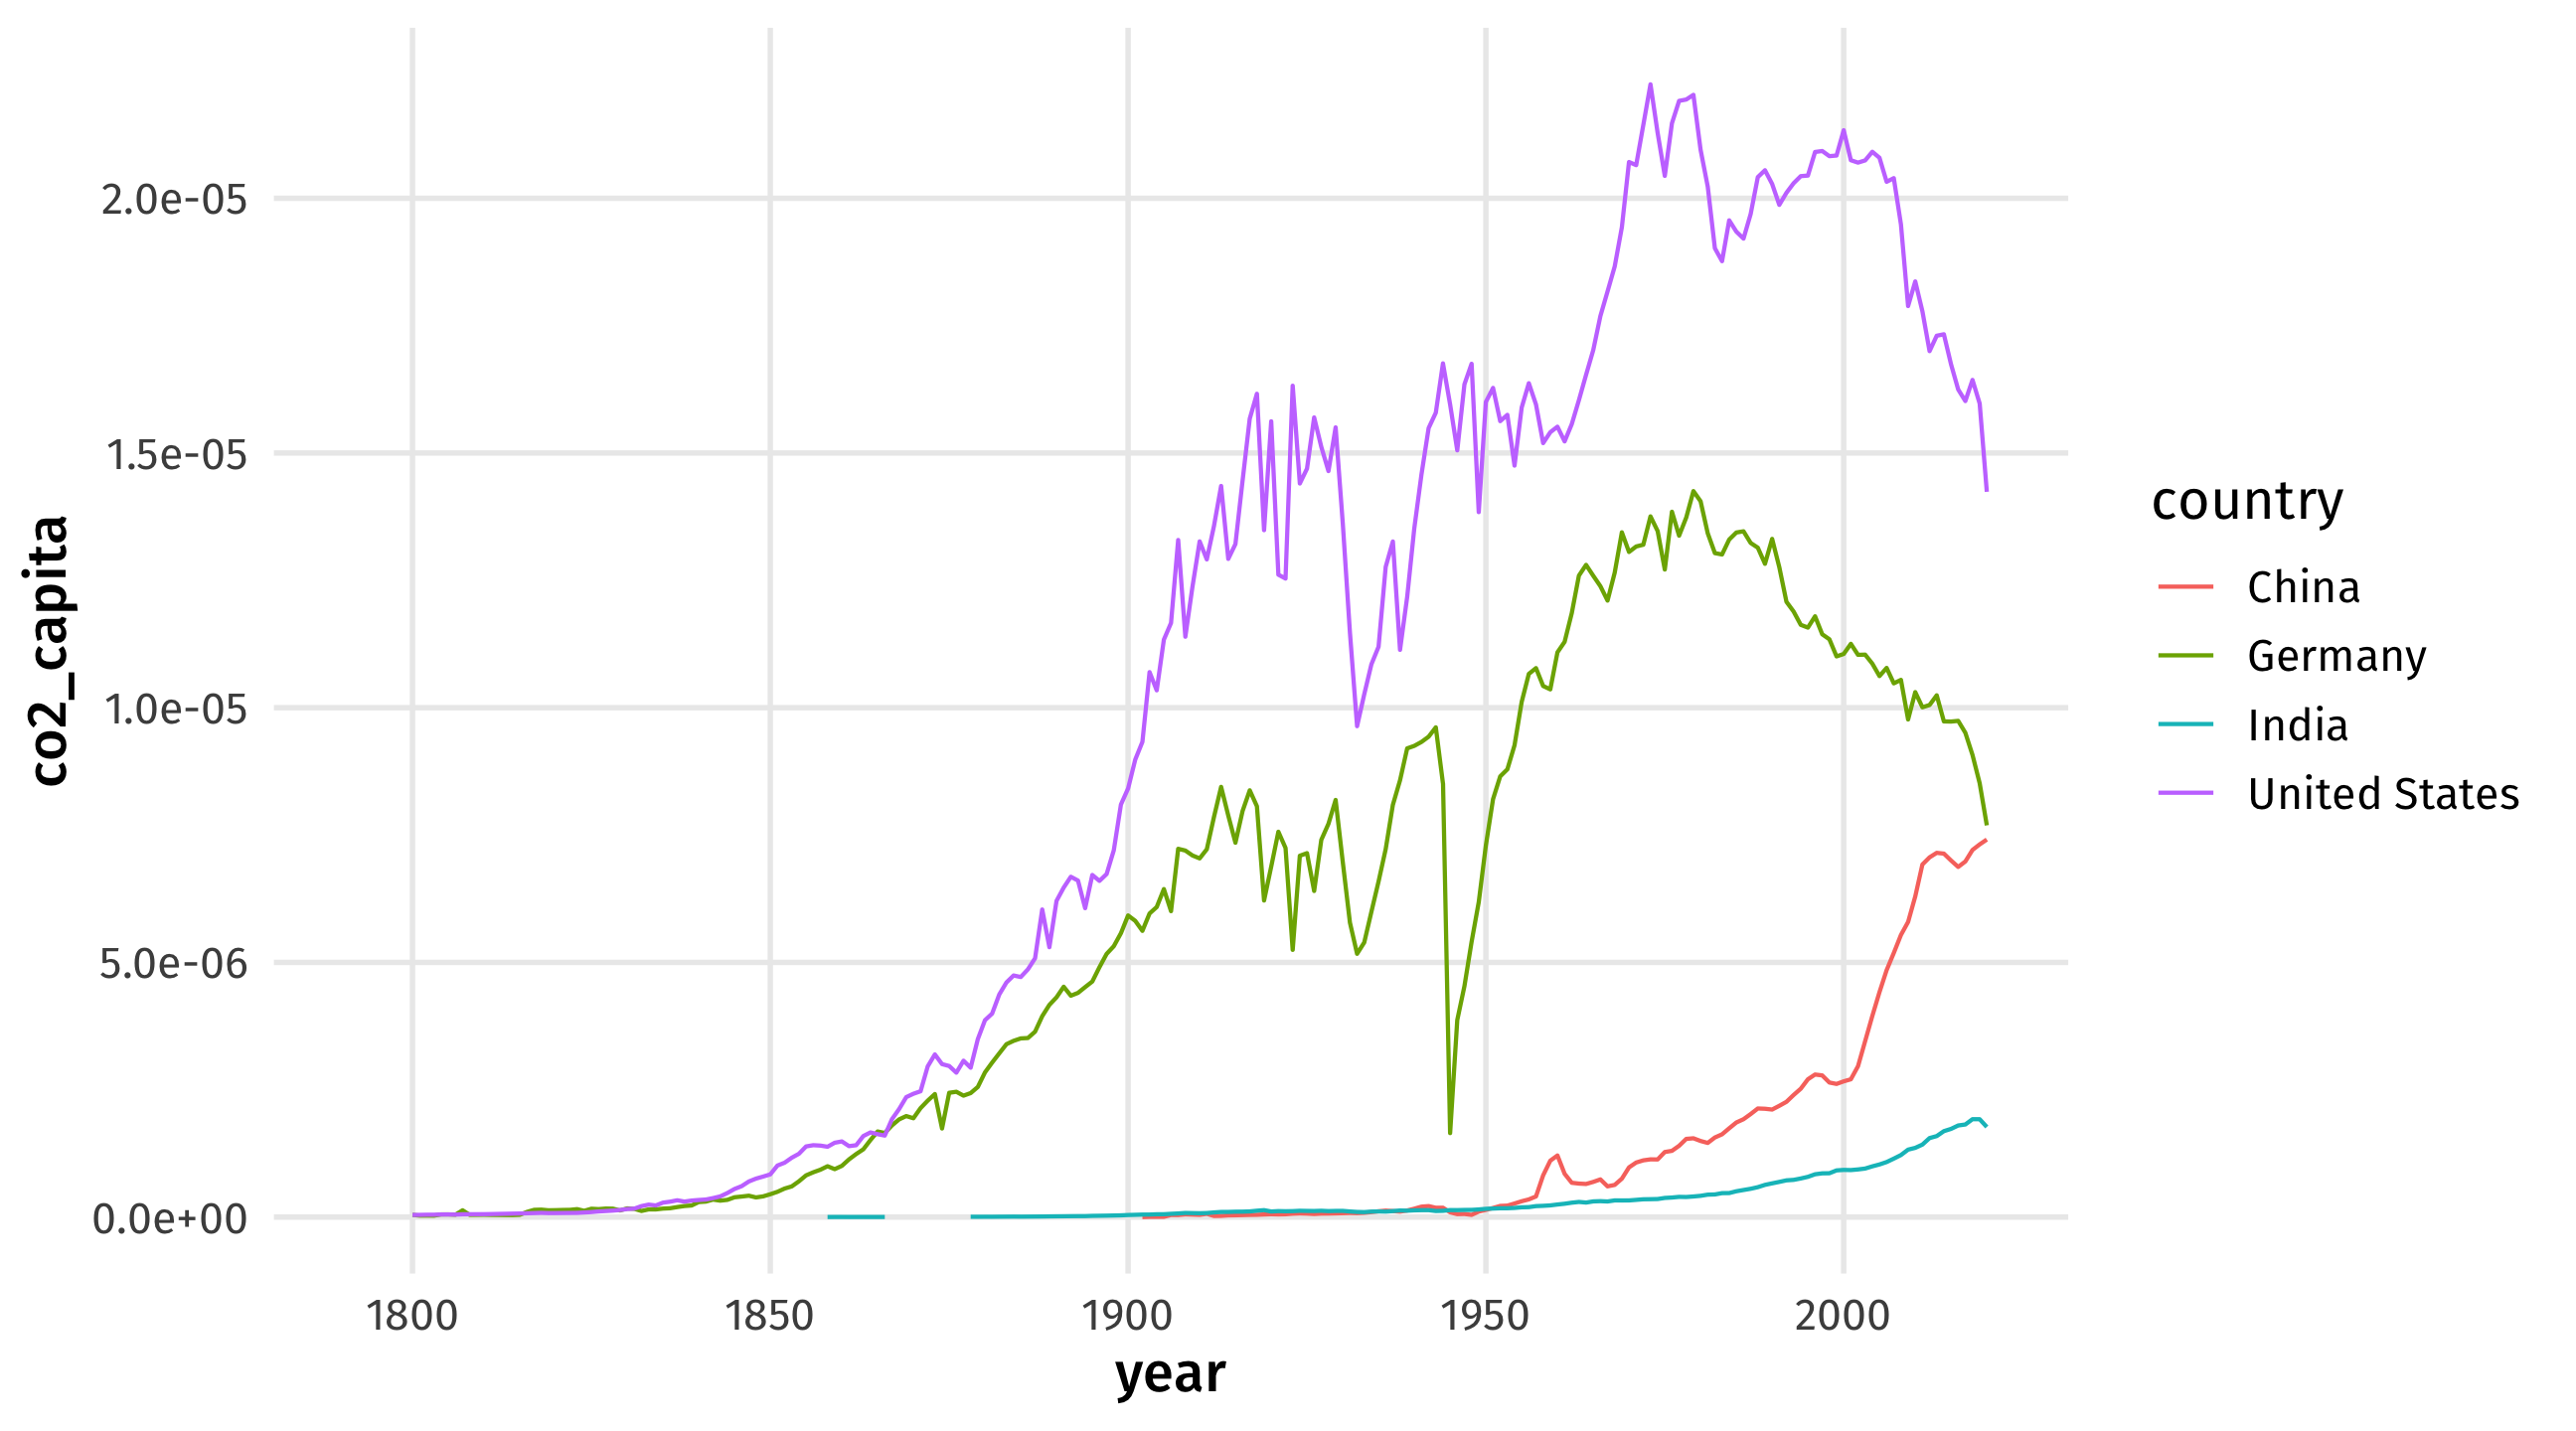 co2_capita
2.0e-05
1.5e-05
1.0e-05
5.0e-06
0.0e+00
1800 1850 1900 1950 2000
year
country
China
Germany
India
United States